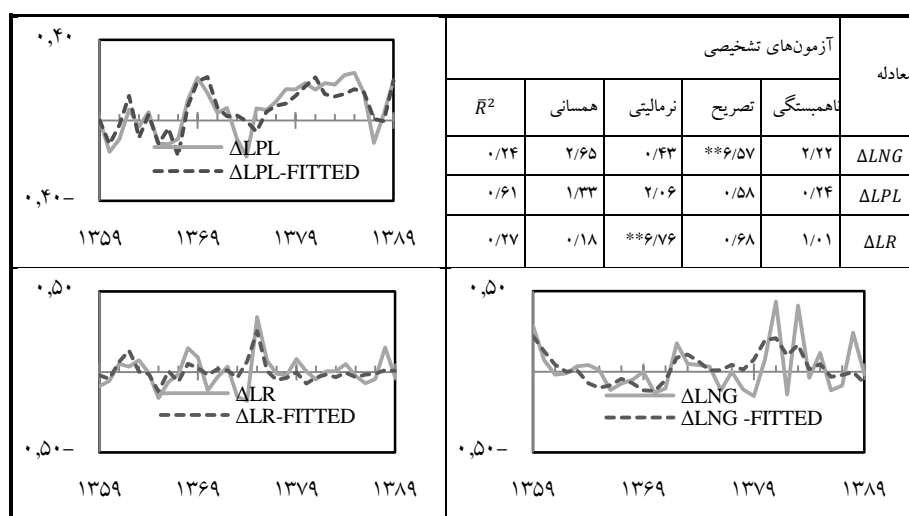 آزمون‌های تشخیصی
معادله
ناهمبستگی تصریح نرمالیتی همسانی R̄²
ΔLNG ۲/۲۲ **۶/۵۷ ۰/۴۳ ۲/۶۵ ۰/۲۴
ΔLPL ۰/۲۴ ۰/۵۸ ۲/۰۶ ۱/۳۳ ۰/۶۱
ΔLR ۱/۰۱ ۰/۶۸ **۶/۷۶ ۰/۱۸ ۰/۲۷
۰,۴۰
ΔLPL
ΔLPL-FITTED
۰,۴۰−
۱۳۵۹ ۱۳۶۹ ۱۳۷۹ ۱۳۸۹
۰,۵۰
ΔLNG
ΔLNG -FITTED
۰,۵۰−
۱۳۵۹ ۱۳۶۹ ۱۳۷۹ ۱۳۸۹
۰,۵۰
ΔLR
ΔLR-FITTED
۰,۵۰−
۱۳۵۹ ۱۳۶۹ ۱۳۷۹ ۱۳۸۹